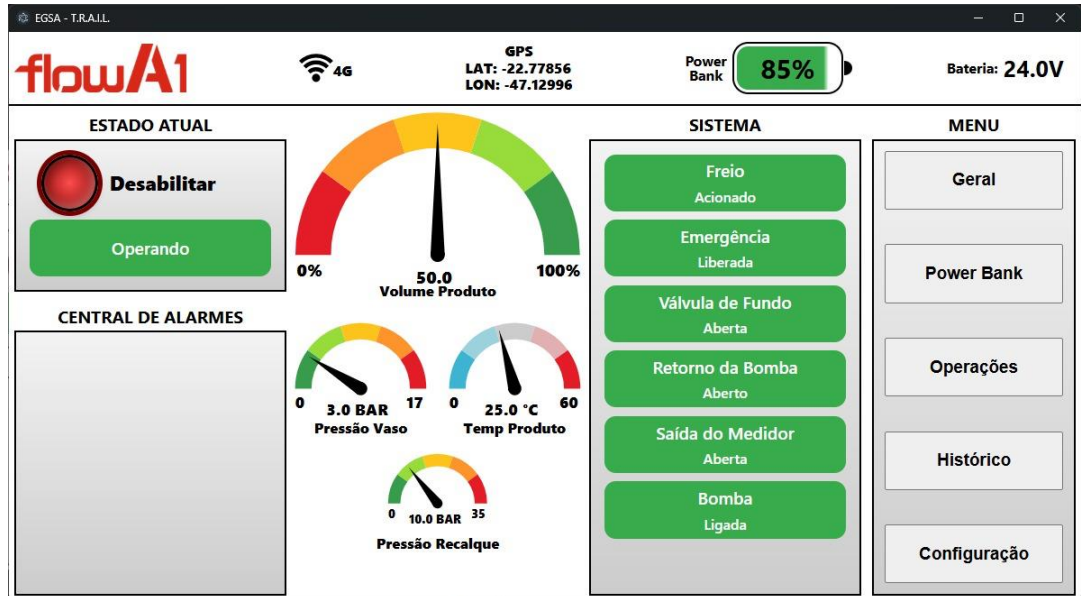 EGSA - T.R.A.I.L.
flowA1
4G
GPS
LAT: -22.77856
LON: -47.12996
Power
Bank
85%
Bateria: 24.0V
ESTADO ATUAL
Desabilitar
Operando
CENTRAL DE ALARMES
0%
100%
50.0
Volume Produto
0
3.0 BAR
17
Pressão Vaso
0
25.0 °C
60
Temp Produto
0
10.0 BAR
35
Pressão Recalque
SISTEMA
Freio
Acionado
Emergência
Liberada
Válvula de Fundo
Aberta
Retorno da Bomba
Aberto
Saída do Medidor
Aberta
Bomba
Ligada
MENU
Geral
Power Bank
Operações
Histórico
Configuração